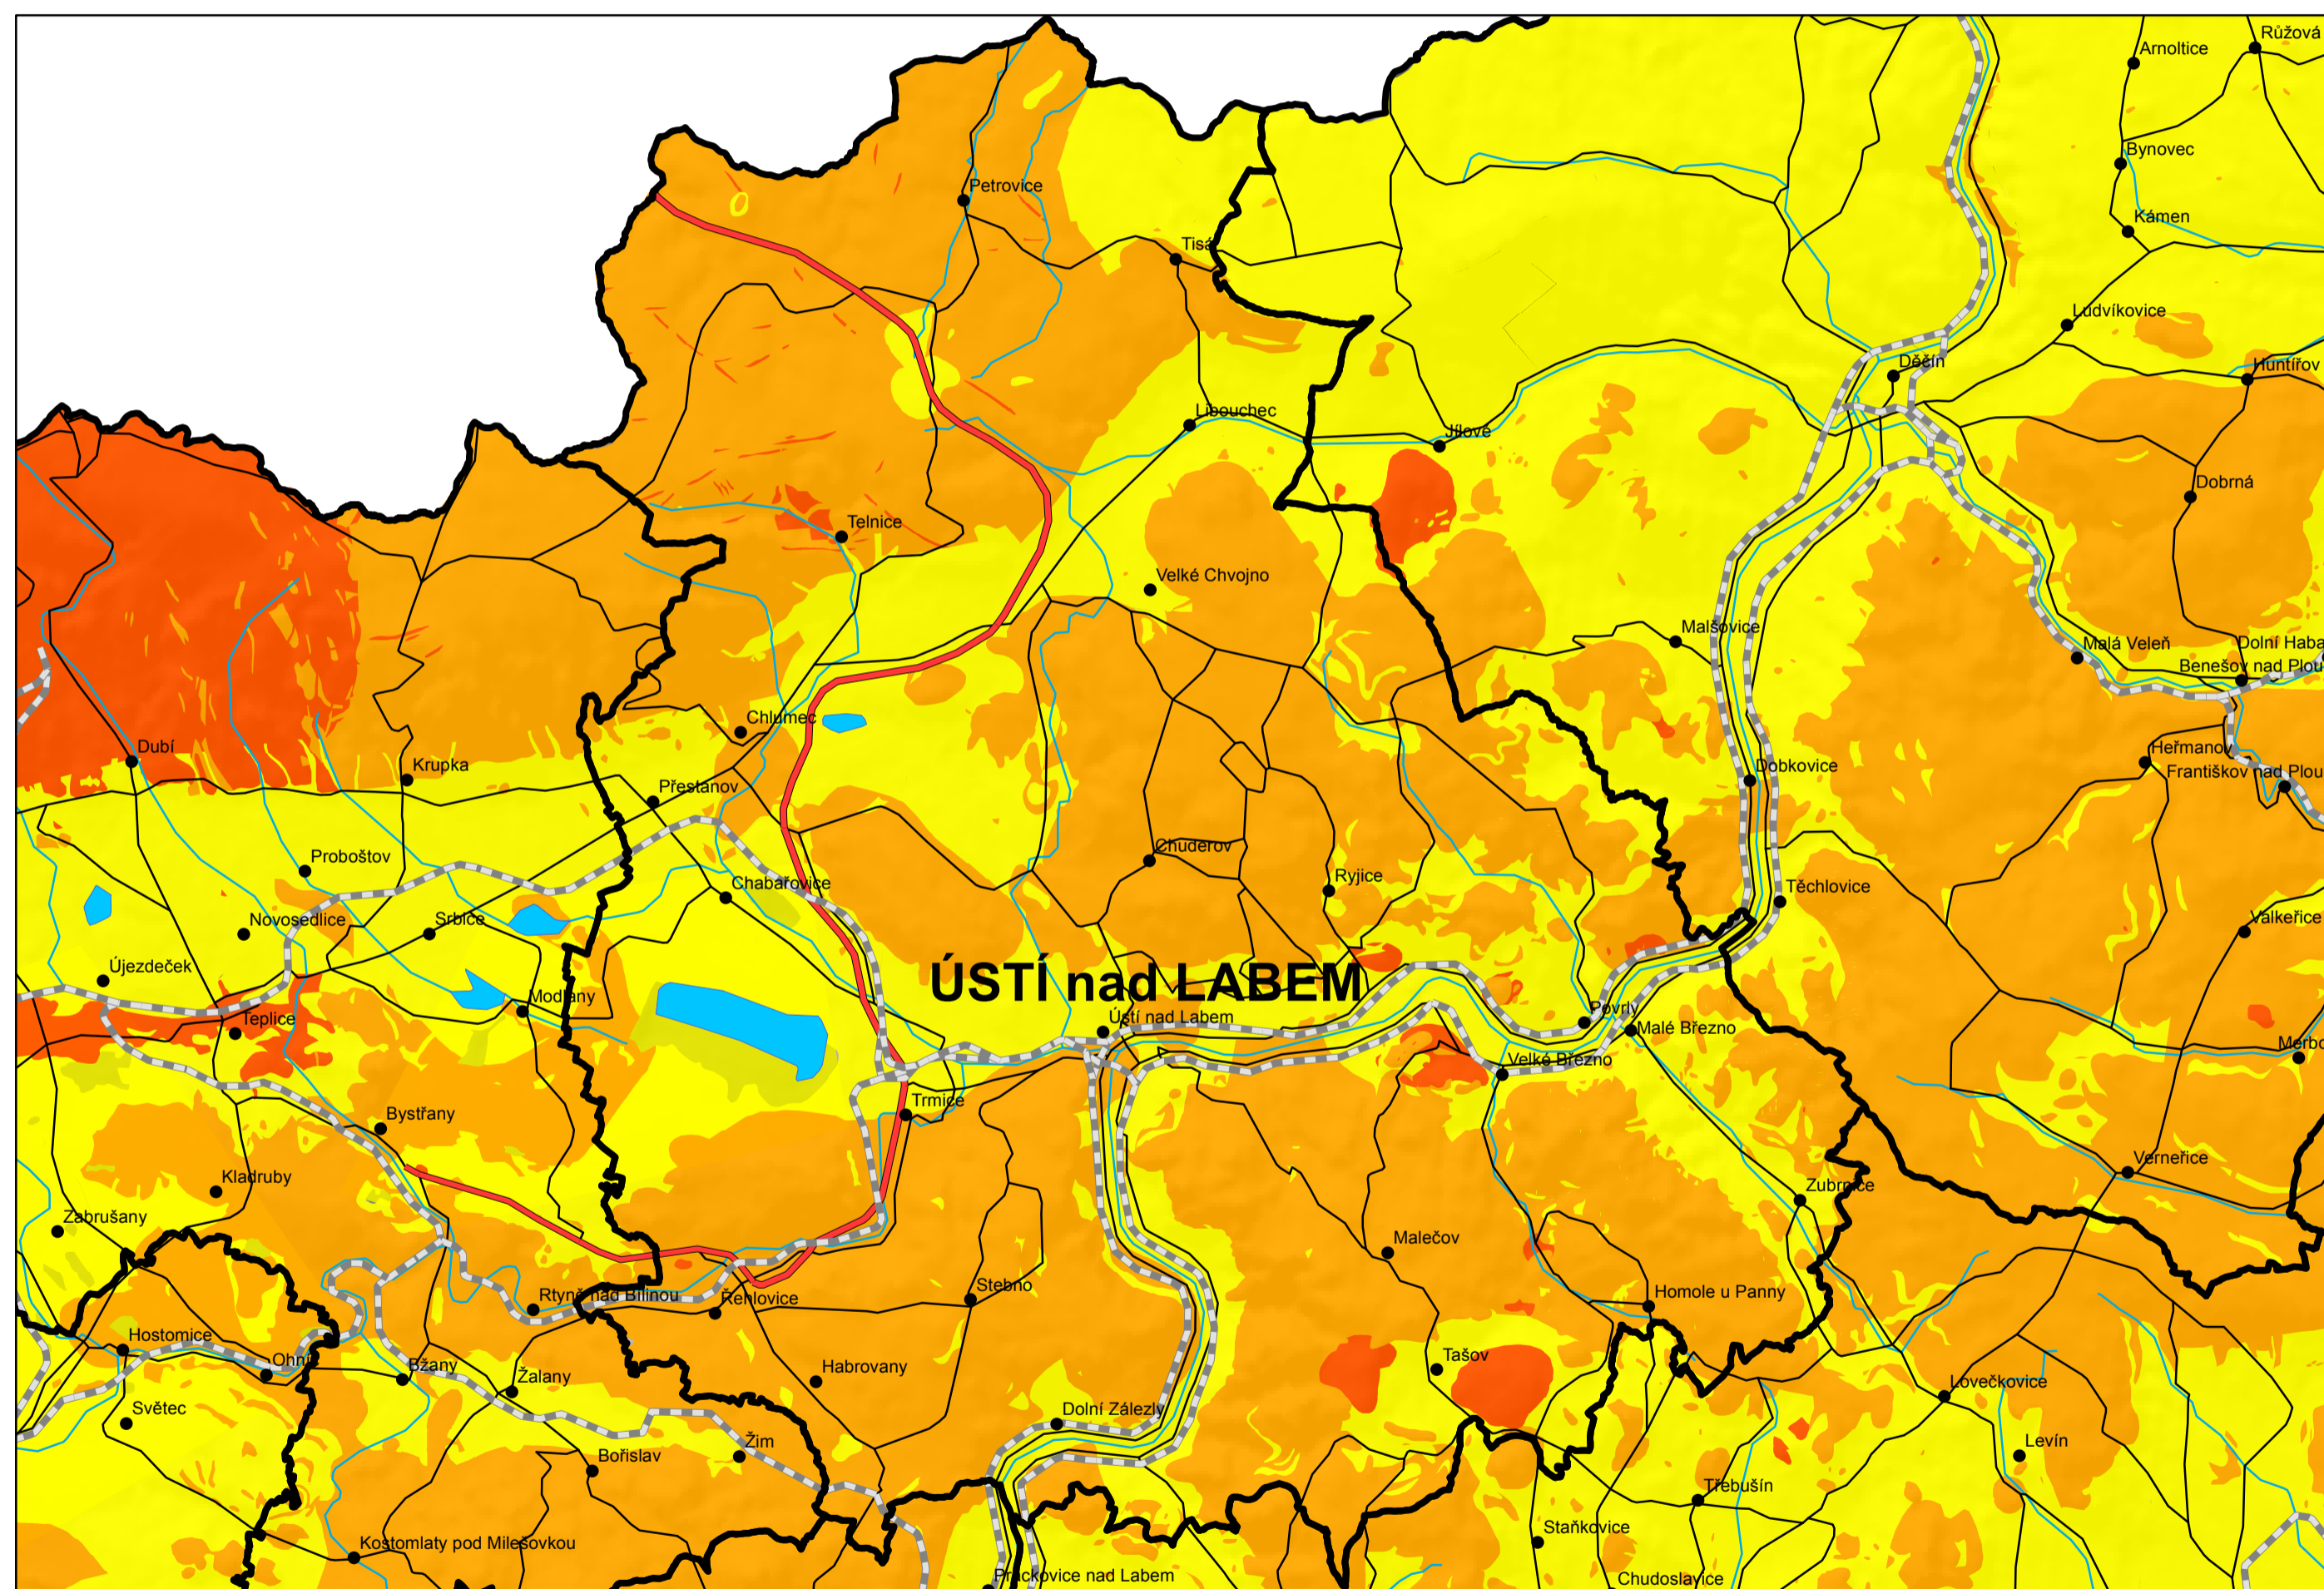 Růžová
Arnoltice
Bynovec
Petrovice
Kámen
Tisá
Ludvíkovice
Děčín
Huntířov
Libouchec
Jílové
Dobrná
Telnice
Velké Chvojno
Malšovice
Malá Veleň
Dolní Haba
Benešov nad Plou
Chlumec
Dubí
Heřmanov
Krupka
Dobkovice
Františkov nad Plou
Přestanov
Chuderov
Proboštov
Ryjice
Chabařovice
Těchlovice
Novosedlice
Srbice
Valkeřice
Újezdeček
ÚSTÍ nad LABEM
Modlany
Povrly
Teplice
Ústí nad Labem
Malé Březno
Merbo
Velké Březno
Trmice
Bystřany
Verneřice
Kladruby
Zubrnice
Zabrušany
Malečov
Stebno
Homole u Panny
Rtyně nad Bílinou
Řehlovice
Hostomice
Tašov
Ohníč
Bžany
Habrovany
Žalany
Lovečkovice
Světec
Dolní Zálezly
Žim
Levín
Bořislav
Třebušín
Staňkovice
Kostomlaty pod Milešovkou
Prackovice nad Labem
Chudoslavice